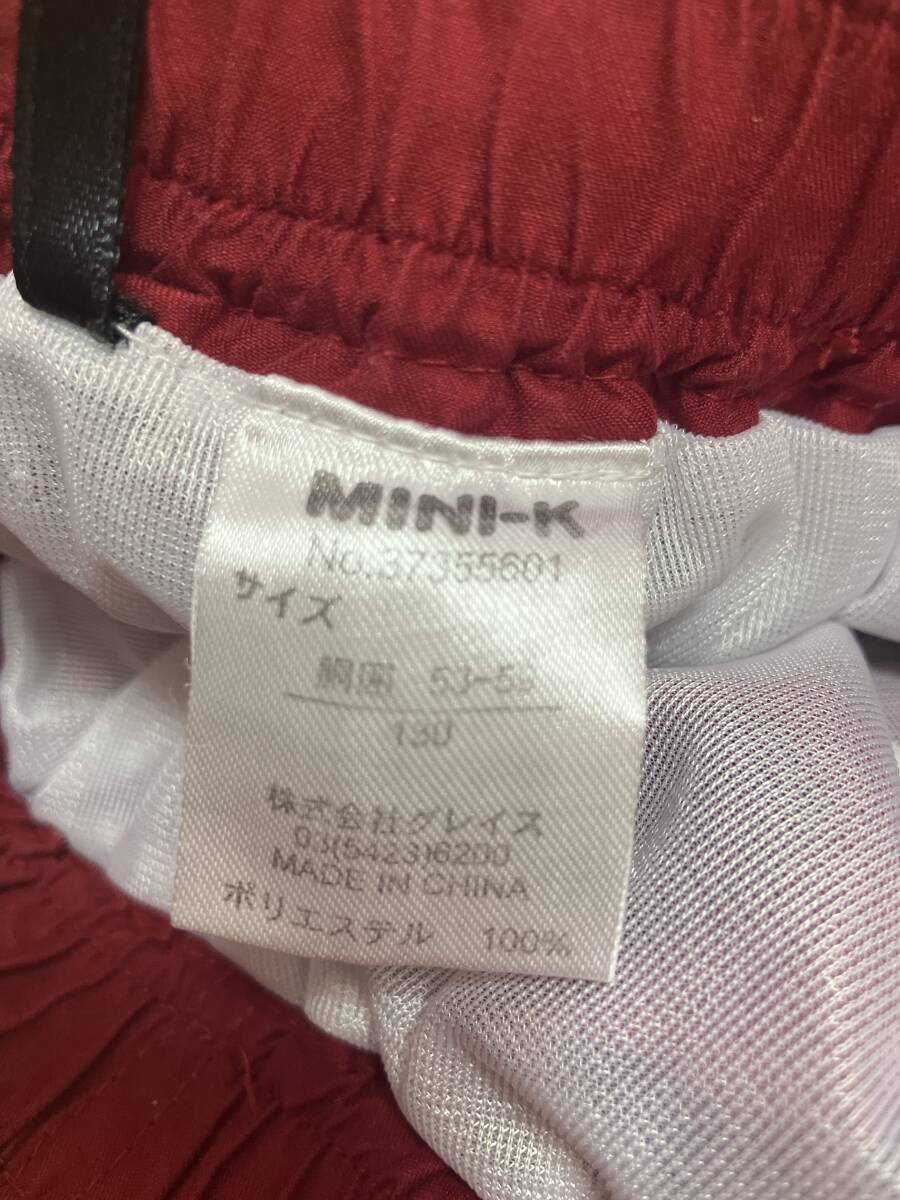 MINI-K
No.37355601
サイズ
胴囲 53-59
130
株式会社グレイス
03(5423)6200
MADE IN CHINA
ポリエステル 100%